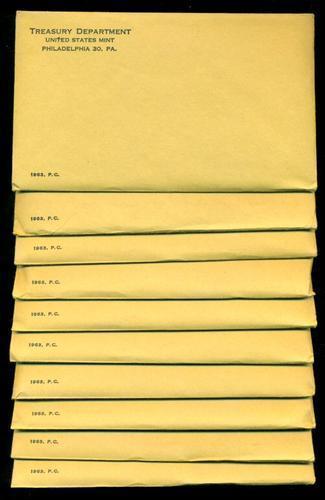 TREASURY DEPARTMENT
UNITED STATES MINT
PHILADELPHIA 30, PA.
1963, P.C.
1963, P.C.
1963, P.C.
1963, P.C.
1963, P.C.
1963, P.C.
1963, P.C.
1963, P.C.
1963, P.C.
1963, P.C.